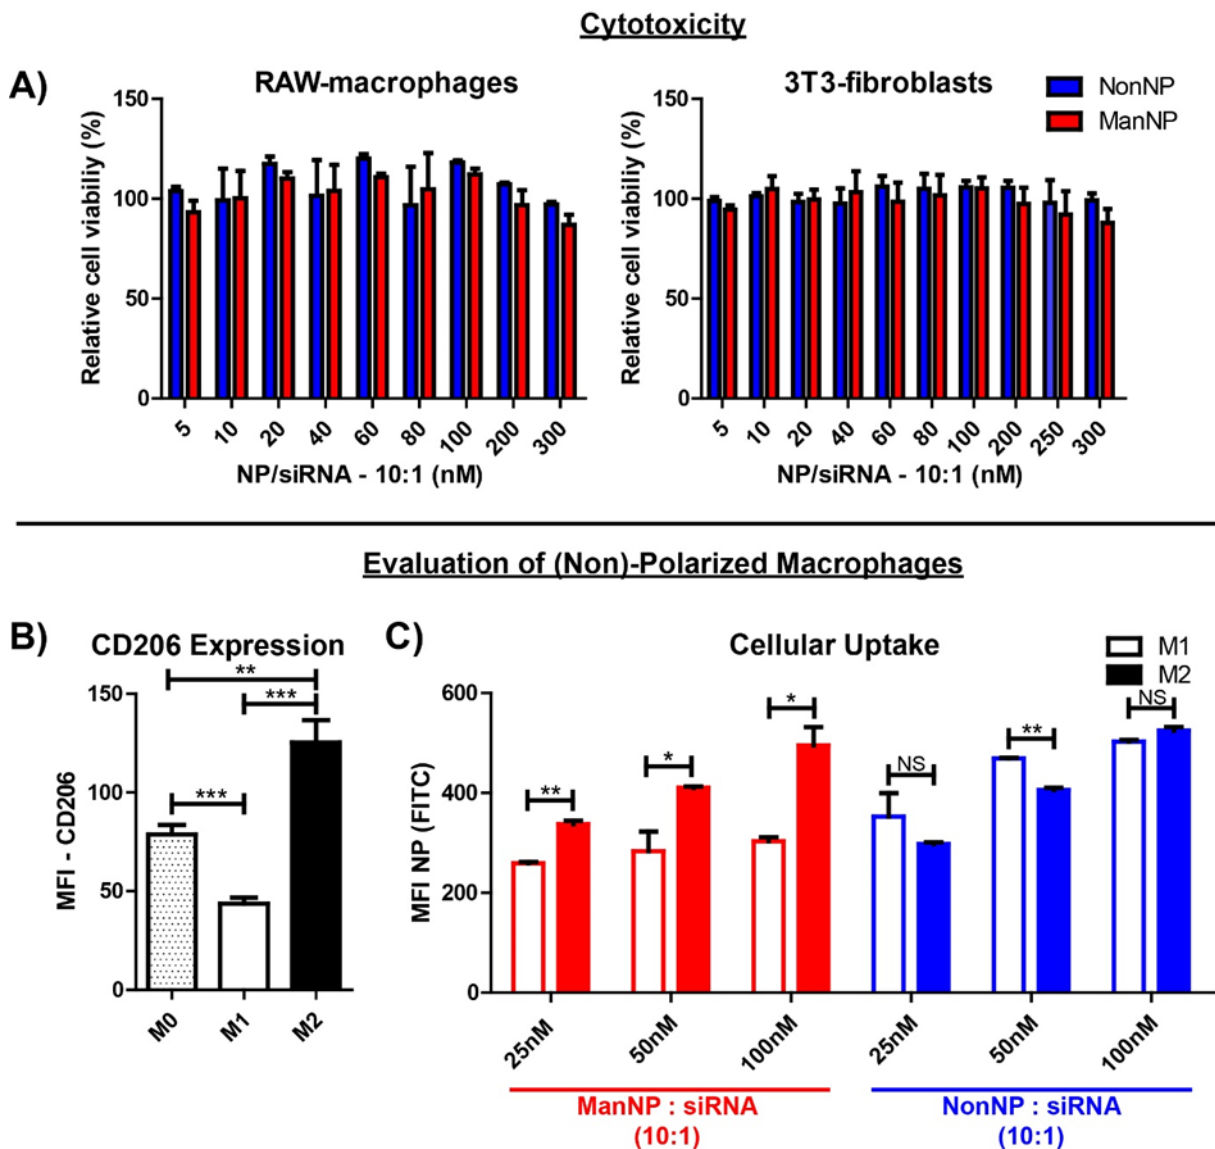 Cytotoxicity
A)
RAW-macrophages
3T3-fibroblasts
NonNP
ManNP
Relative cell viabiliy (%)
150
100
50
0
5 10 20 40 60 80 100 200 300
NP/siRNA - 10:1 (nM)
Relative cell viability (%)
150
100
50
0
5 10 20 40 60 80 100 200 250 300
NP/siRNA - 10:1 (nM)
Evaluation of (Non)-Polarized Macrophages
B)
CD206 Expression
MFI - CD206
150
100
50
0
**
***
***
M0 M1 M2
C)
Cellular Uptake
M1
M2
MFI NP (FITC)
600
400
200
0
** * * NS ** NS
25nM 50nM 100nM 25nM 50nM 100nM
ManNP : siRNA
(10:1)
NonNP : siRNA
(10:1)